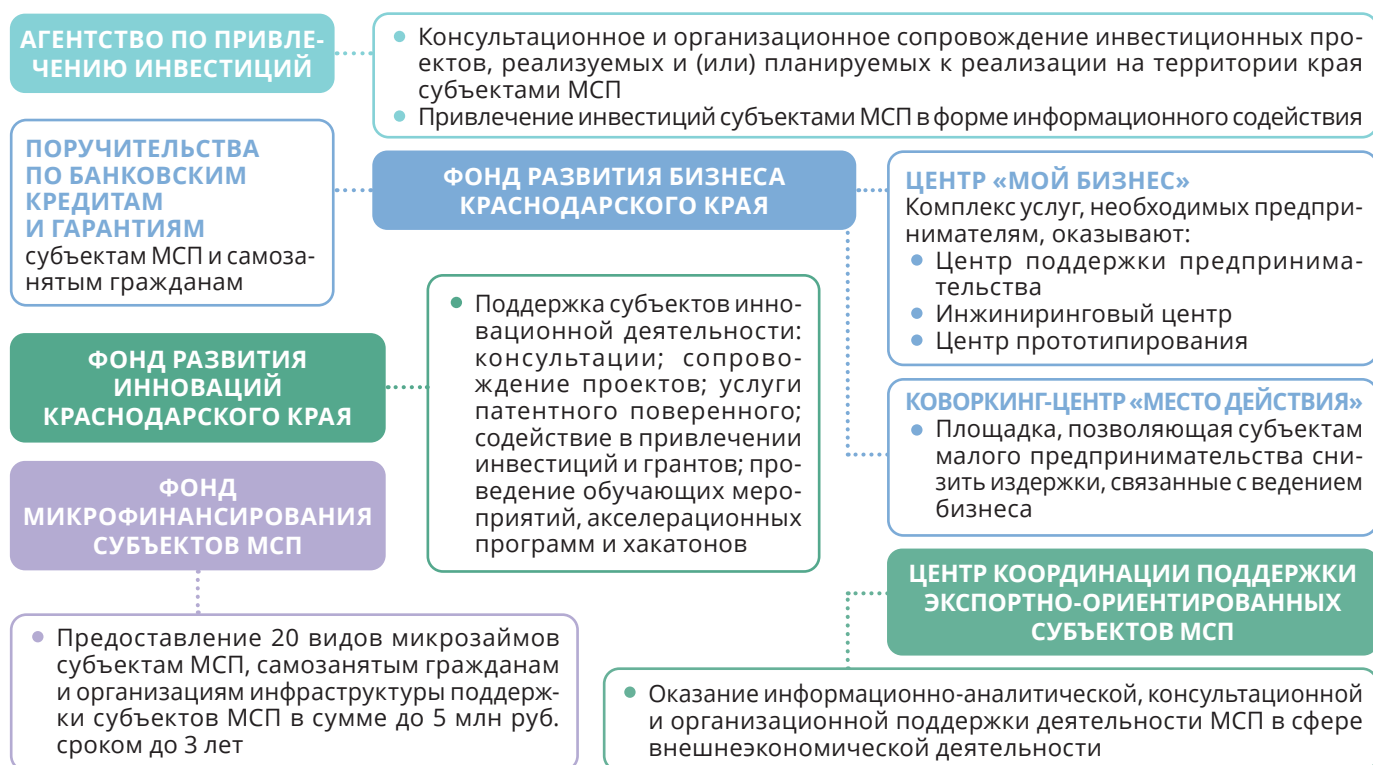 АГЕНТСТВО ПО ПРИВЛЕ-
ЧЕНИЮ ИНВЕСТИЦИЙ
Консультационное и организационное сопровождение инвестиционных про-
ектов, реализуемых и (или) планируемых к реализации на территории края
субъектами МСП
Привлечение инвестиций субъектами МСП в форме информационного содействия
ПОРУЧИТЕЛЬСТВА
ПО БАНКОВСКИМ
КРЕДИТАМ
И ГАРАНТИЯМ
субъектам МСП и самоза-
нятым гражданам
ФОНД РАЗВИТИЯ БИЗНЕСА
КРАСНОДАРСКОГО КРАЯ
ЦЕНТР «МОЙ БИЗНЕС»
Комплекс услуг, необходимых предпри-
нимателям, оказывают:
Центр поддержки предпринима-
тельства
Инжиниринговый центр
Центр прототипирования
КОВОРКИНГ-ЦЕНТР «МЕСТО ДЕЙСТВИЯ»
Площадка, позволяющая субъектам
малого предпринимательства сни-
зить издержки, связанные с ведением
бизнеса
ФОНД РАЗВИТИЯ
ИННОВАЦИЙ
КРАСНОДАРСКОГО КРАЯ
Поддержка субъектов инно-
вационной деятельности:
консультации; сопрово-
ждение проектов; услуги
патентного поверенного;
содействие в привлечении
инвестиций и грантов; про-
ведение обучающих меро-
приятий, акселерационных
программ и хакатонов
ФОНД
МИКРОФИНАНСИРОВАНИЯ
СУБЪЕКТОВ МСП
Предоставление 20 видов микрозаймов
субъектам МСП, самозанятым гражданам
и организациям инфраструктуры поддерж-
ки субъектов МСП в сумме до 5 млн руб.
сроком до 3 лет
ЦЕНТР КООРДИНАЦИИ ПОДДЕРЖКИ
ЭКСПОРТНО-ОРИЕНТИРОВАННЫХ
СУБЪЕКТОВ МСП
Оказание информационно-аналитической, консультационной
и организационной поддержки деятельности МСП в сфере
внешнеэкономической деятельности